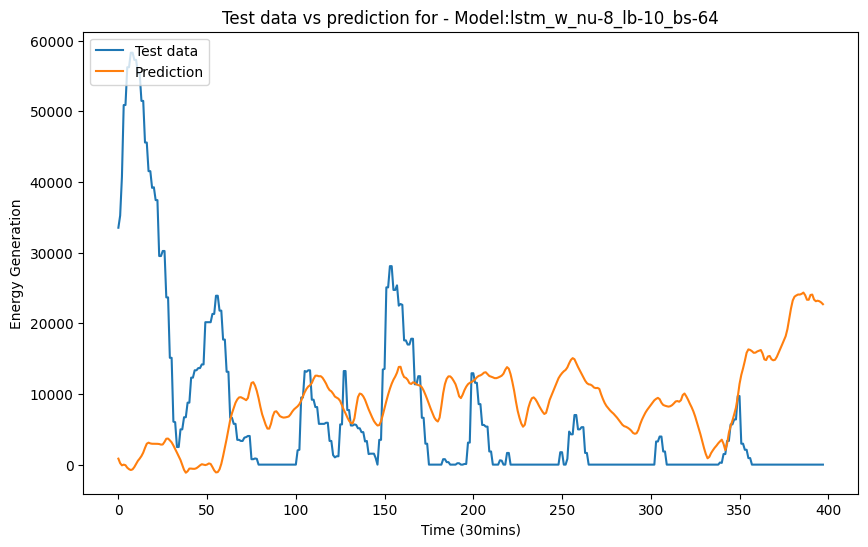 Test data vs prediction for - Model:lstm_w_nu-8_lb-10_bs-64
Test data
Prediction
Energy Generation
60000
50000
40000
30000
20000
10000
0
0 50 100 150 200 250 300 350 400
Time (30mins)